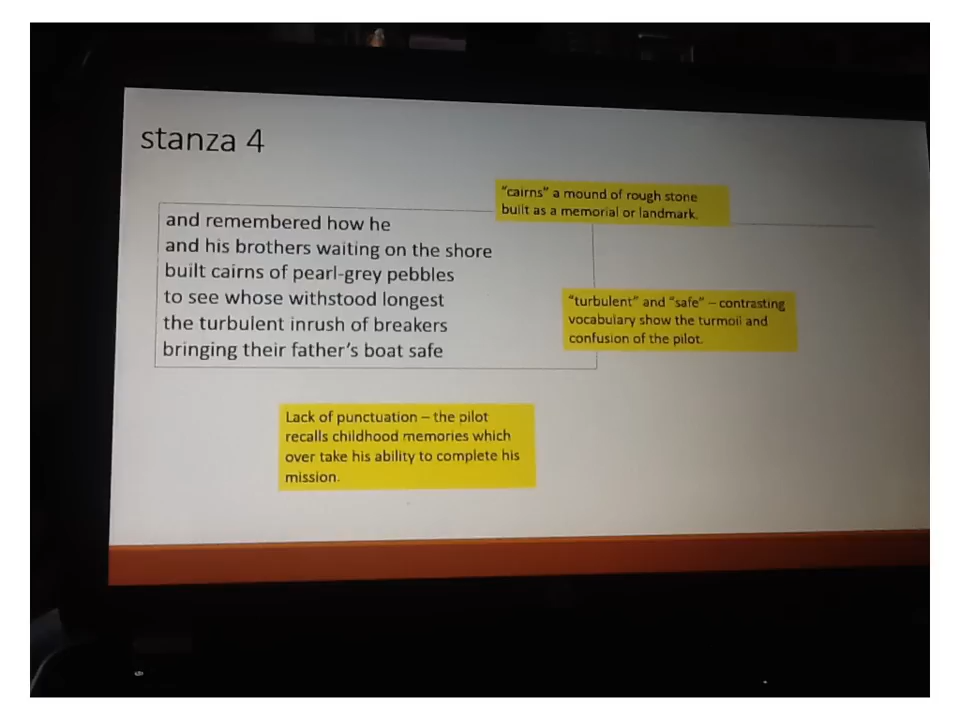 stanza 4
"cairns" a mound of rough stone
built as a memorial or landmark.
and remembered how he
and his brothers waiting on the shore
built cairns of pearl-grey pebbles
to see whose withstood longest
the turbulent inrush of breakers
bringing their father's boat safe
"turbulent" and "safe" – contrasting
vocabulary show the turmoil and
confusion of the pilot.
Lack of punctuation – the pilot
recalls childhood memories which
over take his ability to complete his
mission.